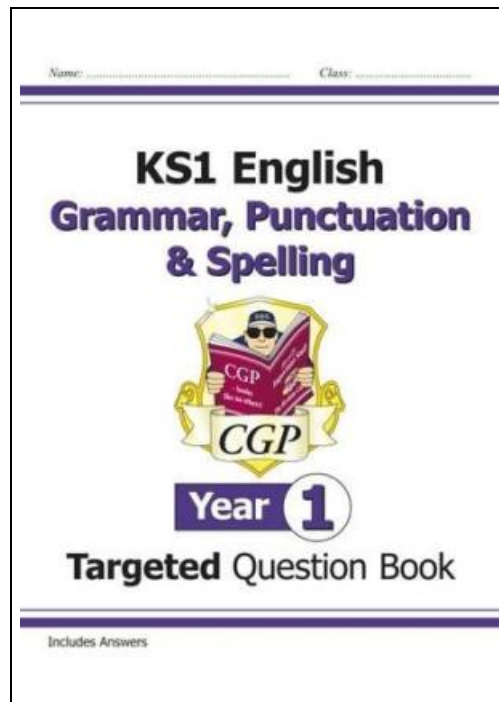 Name: ........................................ Class: ........................
KS1 English
Grammar, Punctuation
& Spelling
CGP
CGP
Year 1
Targeted Question Book
Includes Answers